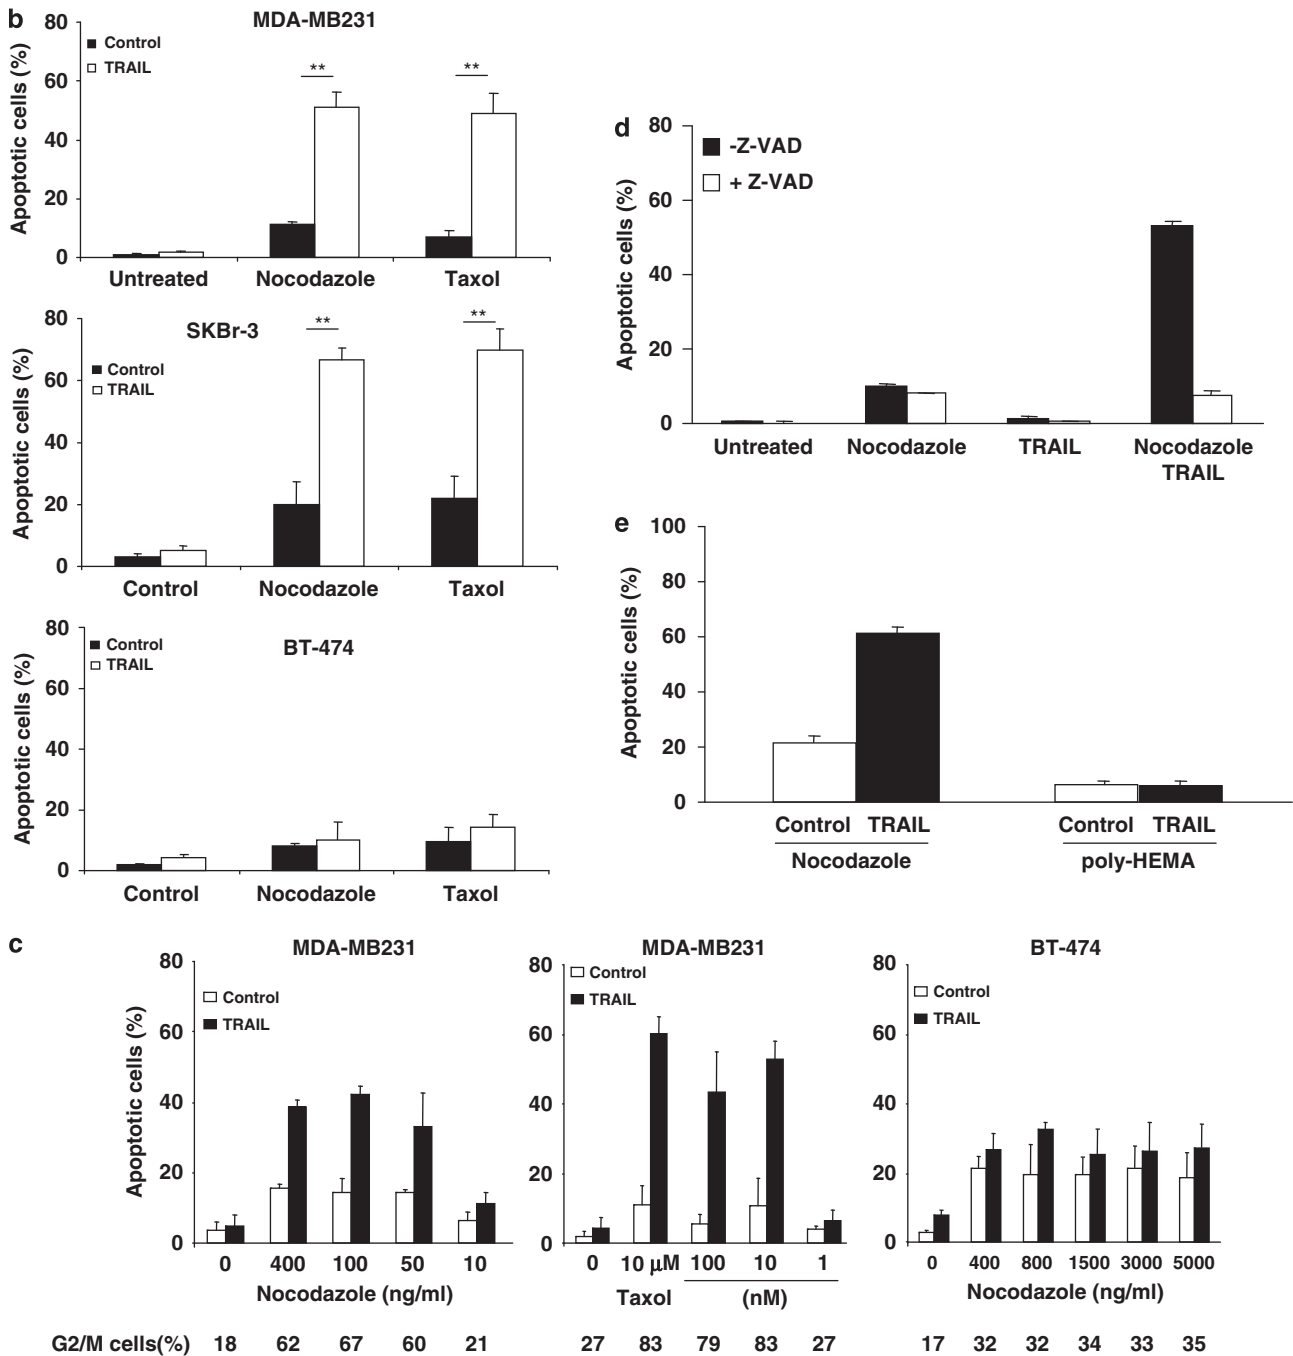 b
MDA-MB231
Control
TRAIL
**
**
Apoptotic cells (%)
80
60
40
20
0
Untreated
Nocodazole
Taxol
SKBr-3
Control
TRAIL
**
**
Apoptotic cells (%)
80
60
40
20
0
Control
Nocodazole
Taxol
BT-474
Control
TRAIL
Apoptotic cells (%)
80
60
40
20
0
Control
Nocodazole
Taxol
d
-Z-VAD
+ Z-VAD
Apoptotic cells (%)
80
60
40
20
0
Untreated
Nocodazole
TRAIL
Nocodazole
TRAIL
e
Apoptotic cells (%)
100
80
60
40
20
0
Control TRAIL
Control TRAIL
Nocodazole
poly-HEMA
c
MDA-MB231
Control
TRAIL
Apoptotic cells (%)
80
60
40
20
0
0 400 100 50 10
Nocodazole (ng/ml)
MDA-MB231
Control
TRAIL
80
60
40
20
0
0 10 μM 100 10 1
Taxol (nM)
BT-474
Control
TRAIL
80
60
40
20
0
0 400 800 1500 3000 5000
Nocodazole (ng/ml)
G2/M cells(%) 18 62 67 60 21 27 83 79 83 27 17 32 32 34 33 35